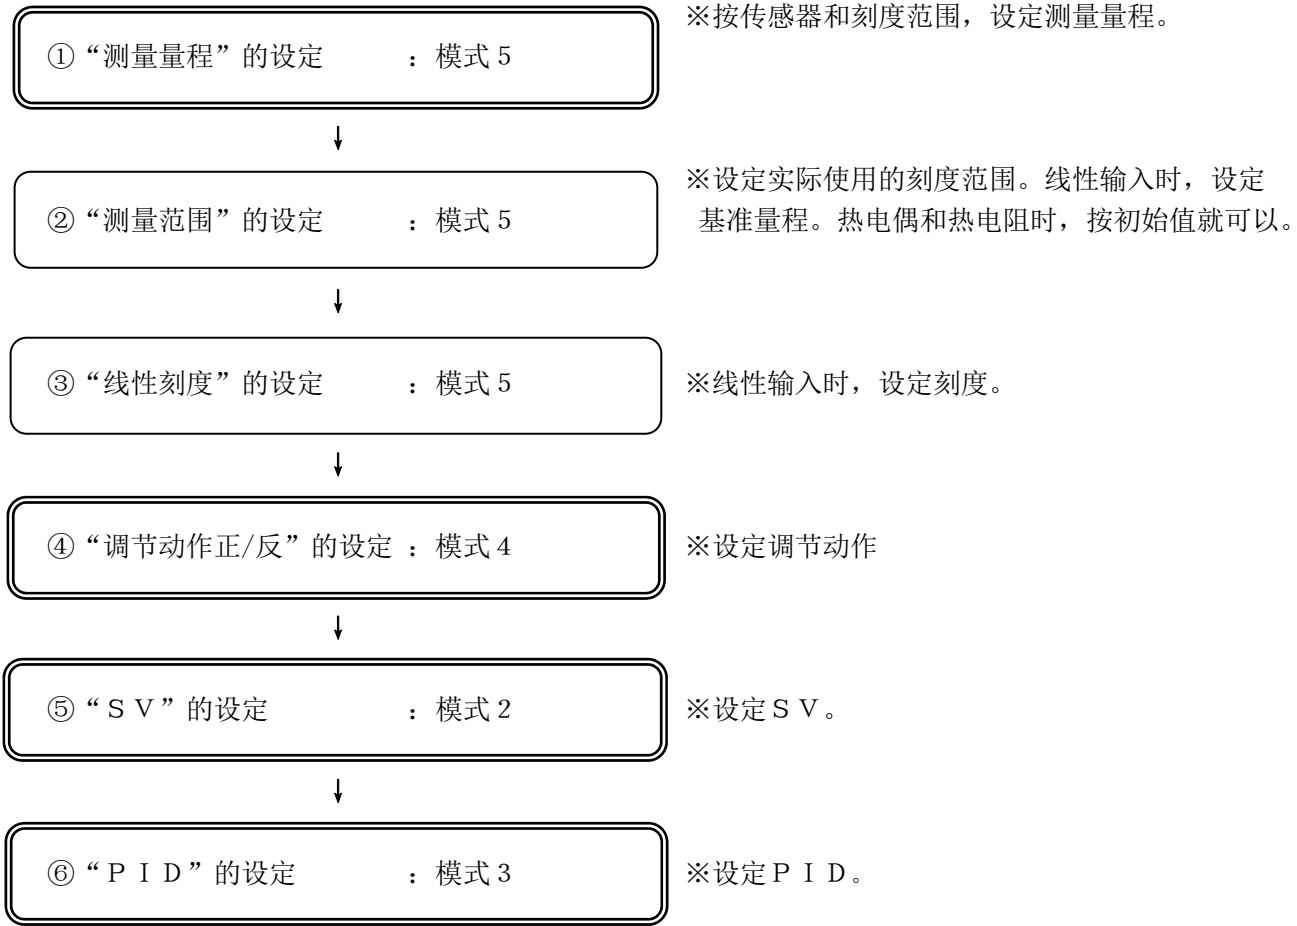 ※按传感器和刻度范围，设定测量量程。
①“测量量程”的设定　　　：模式５
※设定实际使用的刻度范围。线性输入时，设定
②“测量范围”的设定　　　：模式５
基准量程。热电偶和热电阻时，按初始值就可以。
③“线性刻度”的设定　　　：模式５
※线性输入时，设定刻度。
④“调节动作正/反”的设定 ：模式４
※设定调节动作
⑤“ＳＶ”的设定　　　　　：模式２
※设定ＳＶ。
⑥“ＰＩＤ”的设定　　　　：模式３
※设定ＰＩＤ。